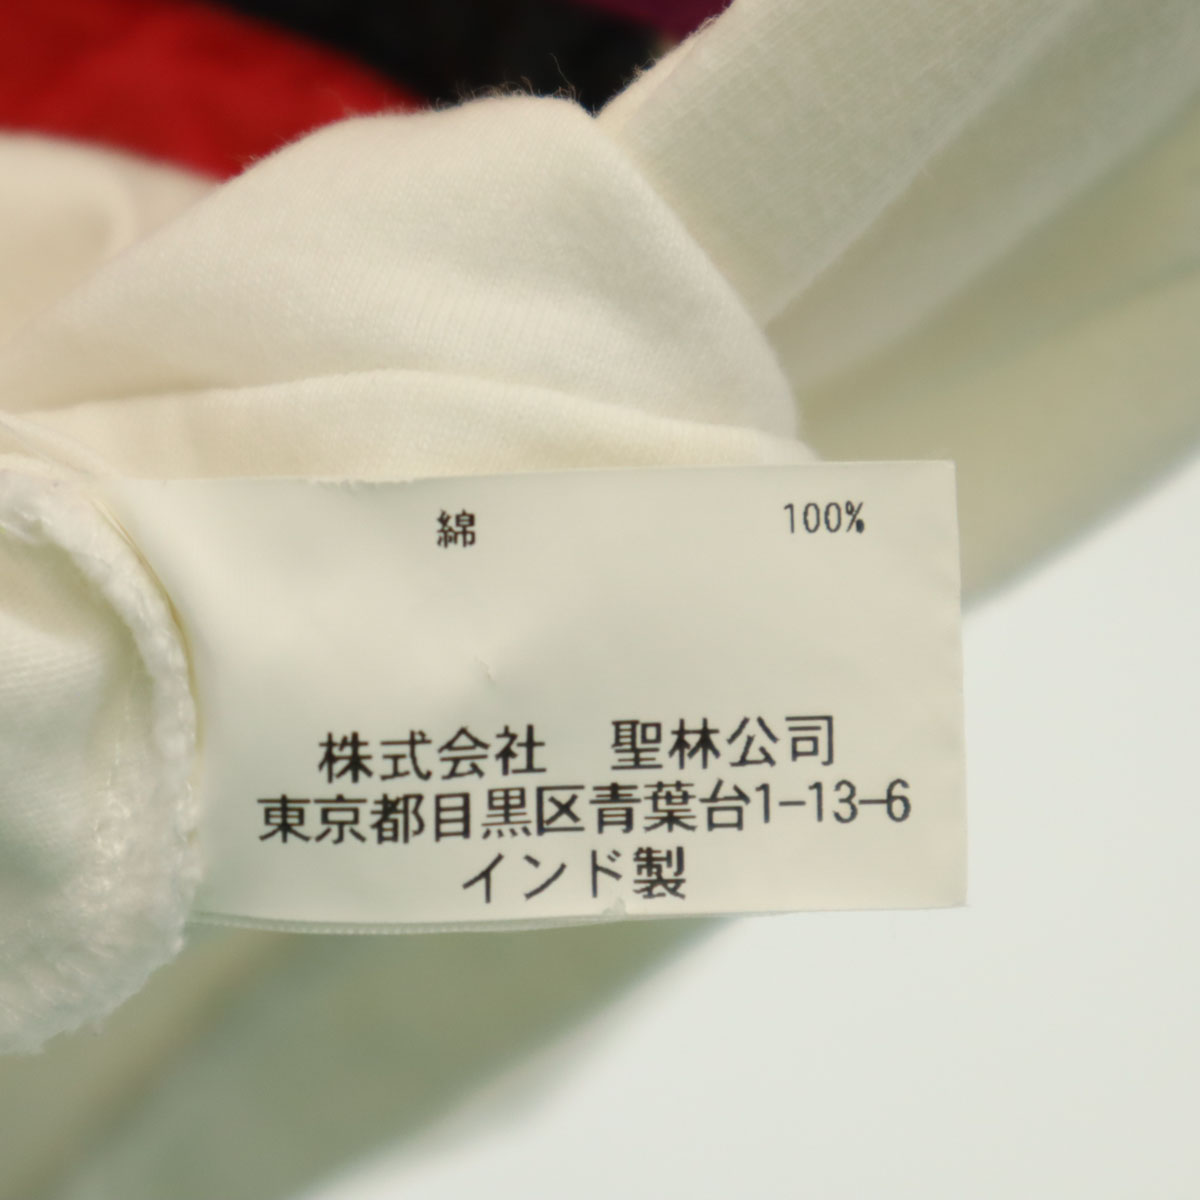 綿 100%
株式会社 聖林公司
東京都目黒区青葉台1-13-6
インド製